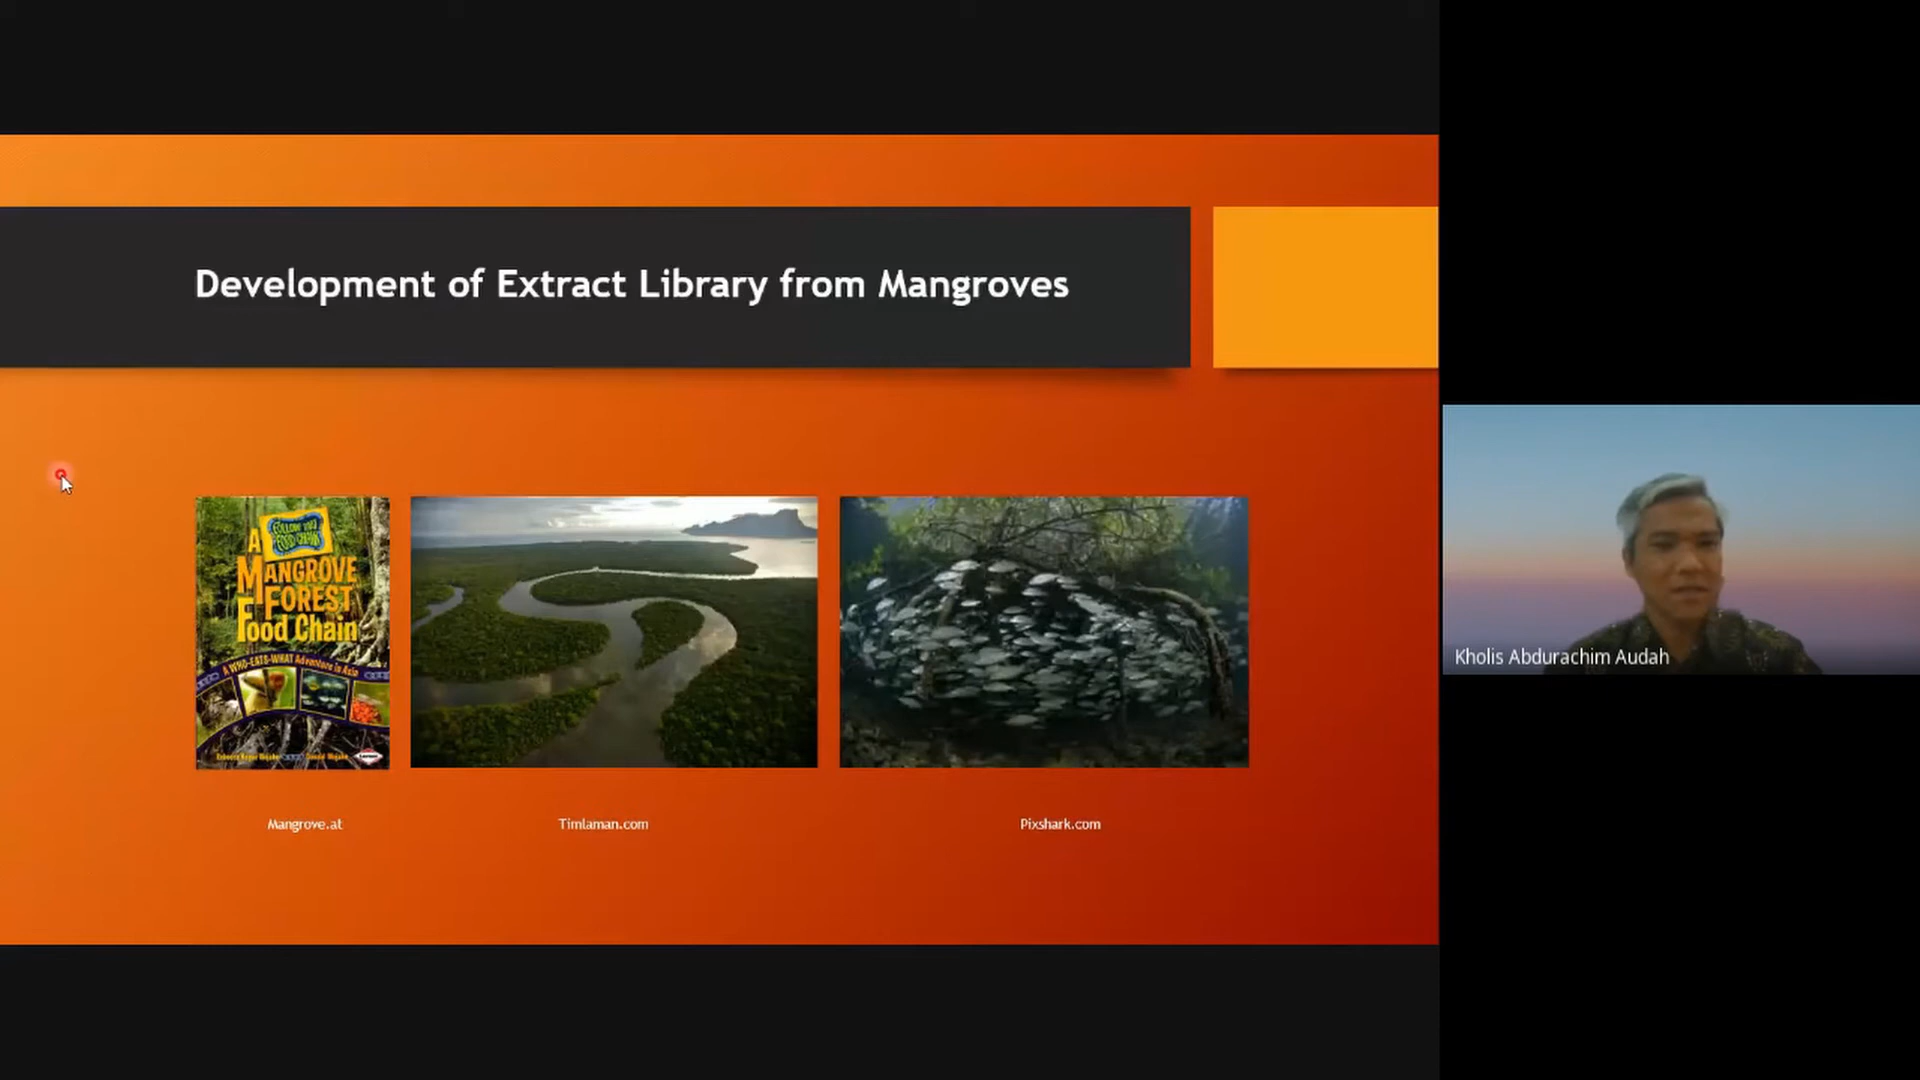 Development of Extract Library from Mangroves
FOLLOW THAT
FOOD CHAIN
A
MANGROVE
FOREST
Food Chain
A WHO-EATS-WHAT Adventure in Asia
Mangrove.at
Timlaman.com
Pixshark.com
Kholis Abdurachim Audah